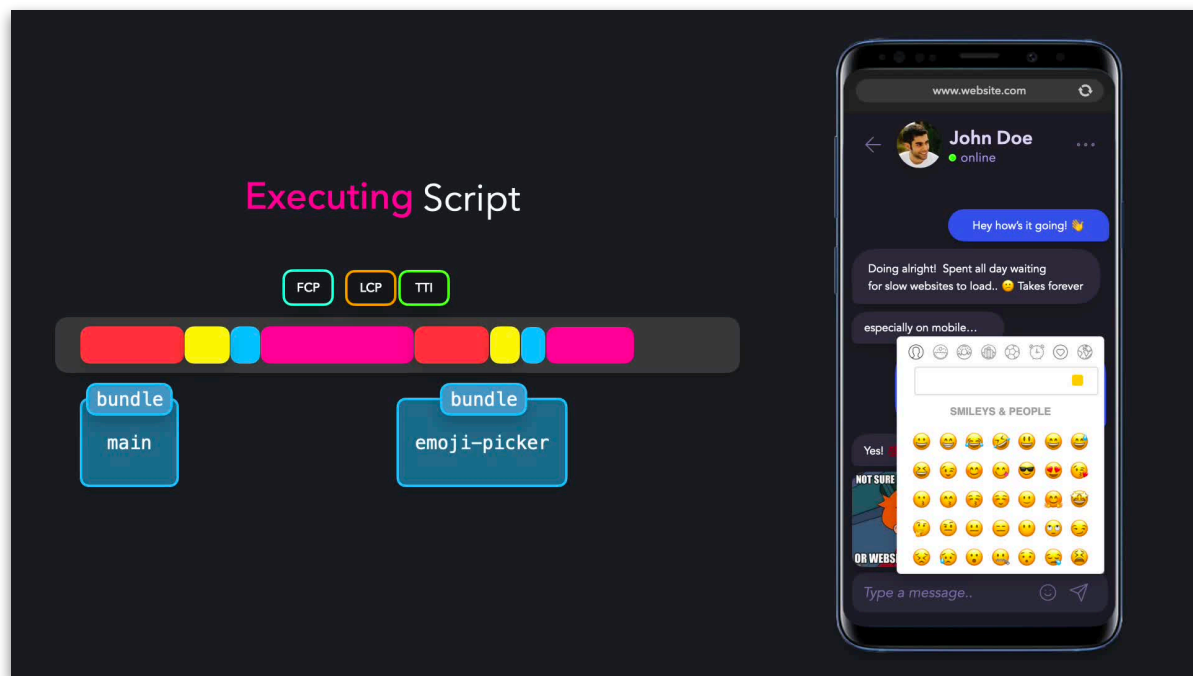 Executing Script
FCP
LCP
TTI
bundle
main
bundle
emoji-picker
www.website.com
John Doe
online
Hey how's it going! 👋
Doing alright! Spent all day waiting
for slow websites to load.. 😑 Takes forever
especially on mobile...
SMILEYS & PEOPLE
Yes!
NOT SURE
OR WEBS
Type a message..